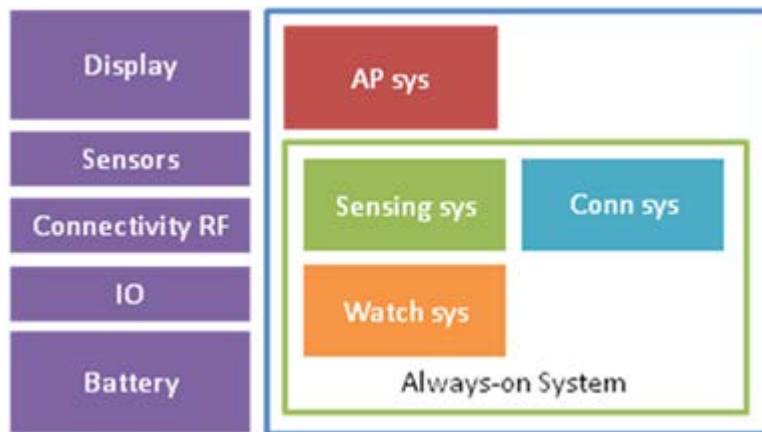 Display
Sensors
Connectivity RF
IO
Battery
AP sys
Sensing sys
Conn sys
Watch sys
Always-on System